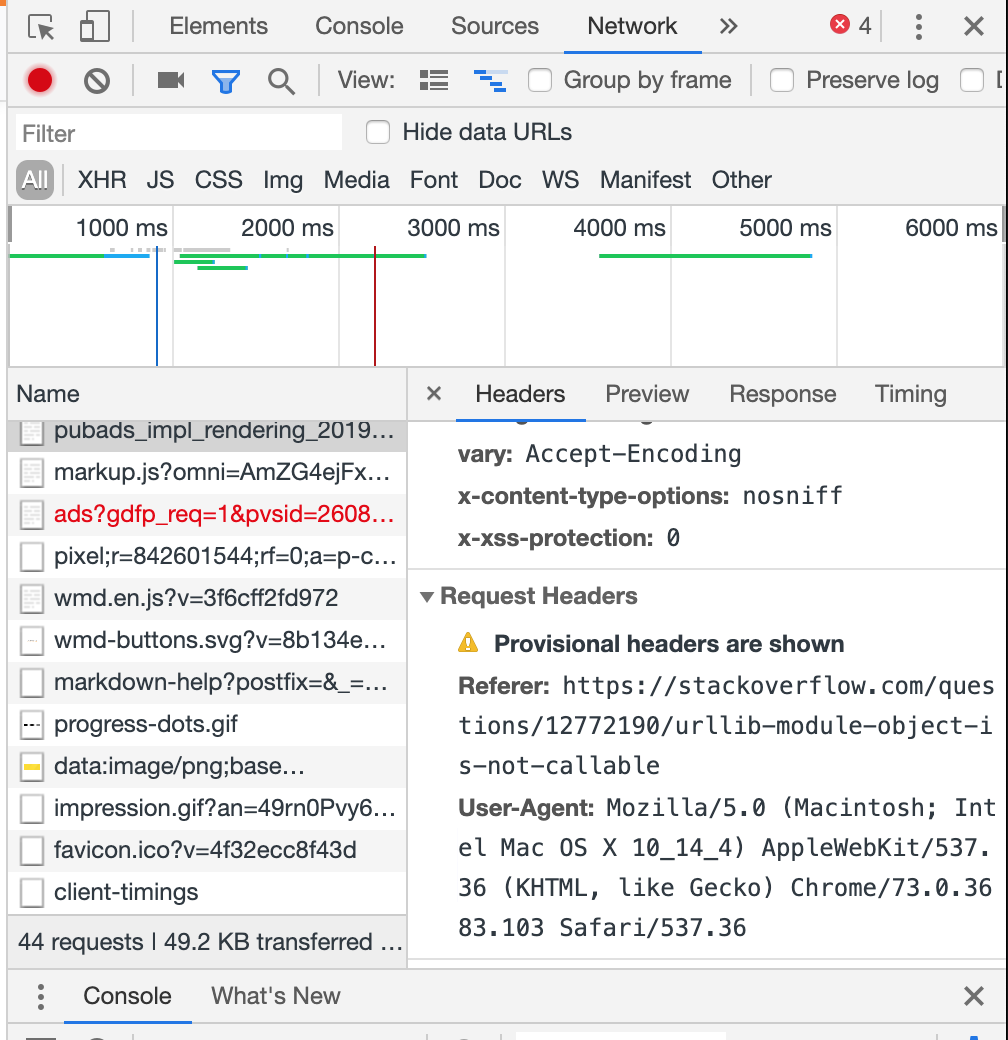 Elements Console Sources Network » 4
View: Group by frame Preserve log
Filter Hide data URLs
All XHR JS CSS Img Media Font Doc WS Manifest Other
1000 ms 2000 ms 3000 ms 4000 ms 5000 ms 6000 ms
Name
pubads_impl_rendering_2019…
markup.js?omni=AmZG4ejFx…
ads?gdfp_req=1&pvsid=2608…
pixel;r=842601544;rf=0;a=p-c…
wmd.en.js?v=3f6cff2fd972
wmd-buttons.svg?v=8b134e…
markdown-help?postfix=&_=…
progress-dots.gif
data:image/png;base…
impression.gif?an=49rn0Pvy6…
favicon.ico?v=4f32ecc8f43d
client-timings
44 requests | 49.2 KB transferred …
Headers Preview Response Timing
vary: Accept-Encoding
x-content-type-options: nosniff
x-xss-protection: 0
Request Headers
Provisional headers are shown
Referer: https://stackoverflow.com/ques
tions/12772190/urllib-module-object-i
s-not-callable
User-Agent: Mozilla/5.0 (Macintosh; Int
el Mac OS X 10_14_4) AppleWebKit/537.
36 (KHTML, like Gecko) Chrome/73.0.36
83.103 Safari/537.36
Console What's New